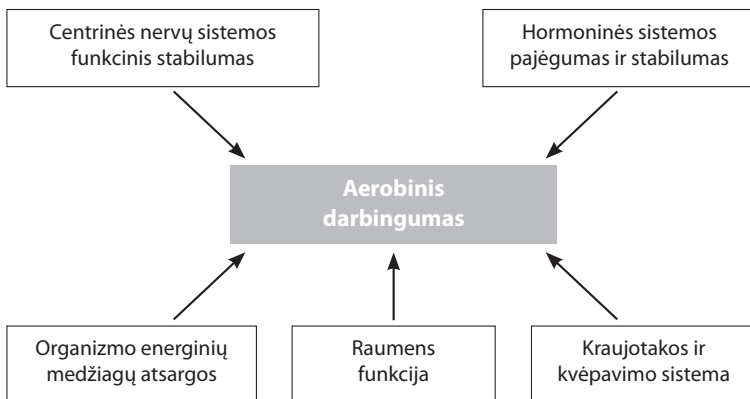 Centrinės nervų sistemos
funkcinis stabilumas
Hormoninės sistemos
pajėgumas ir stabilumas
Aerobinis
darbingumas
Organizmo energinių
medžiagų atsargos
Raumens
funkcija
Kraujotakos ir
kvėpavimo sistema